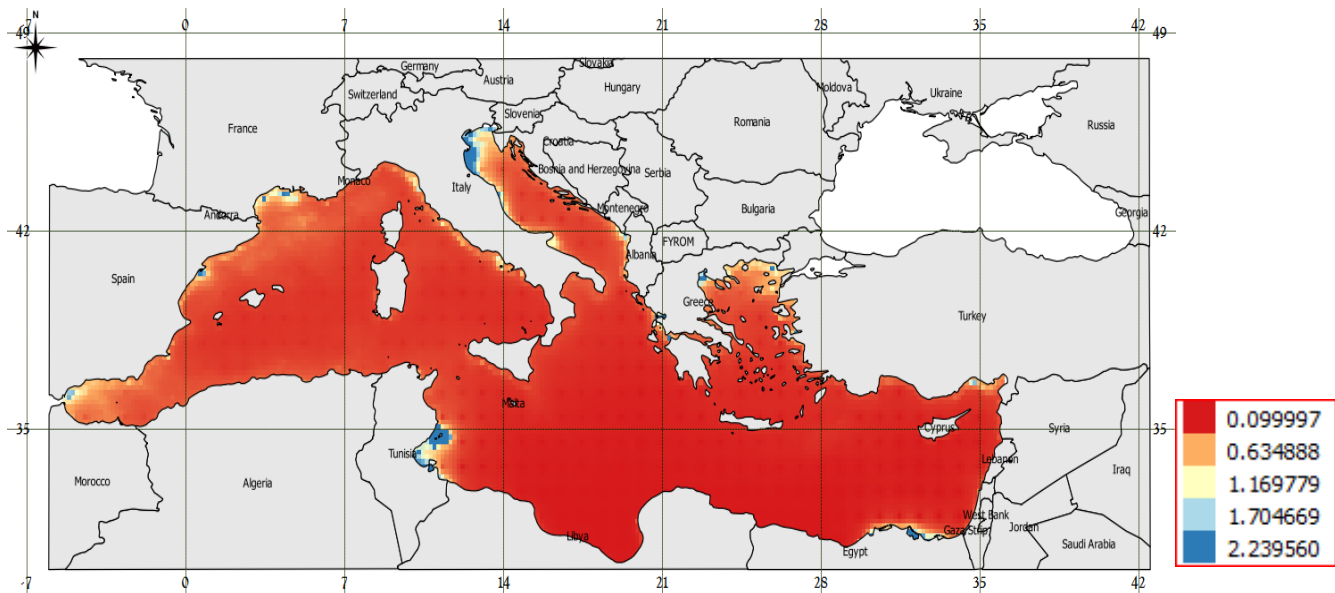 N
-7 0 7 14 21 28 35 42
49 49
Germany
Slovakia
Austria
Switzerland
Hungary
Moldova
Ukraine
Slovenia
France
Romania
Russia
Croatia
Bosnia and Herzegovina
Serbia
Monaco
Italy
Andorra
Montenegro
Bulgaria
Georgia
42 42
FYROM
Albania
Spain
Greece
Turkey
Malta
35 35
Cyprus
Syria
Tunisia
Lebanon
Iraq
Morocco
Algeria
West Bank
Gaza Strip
Jordan
Libya
Egypt
Saudi Arabia
-7 0 7 14 21 28 35 42
0.099997
0.634888
1.169779
1.704669
2.239560